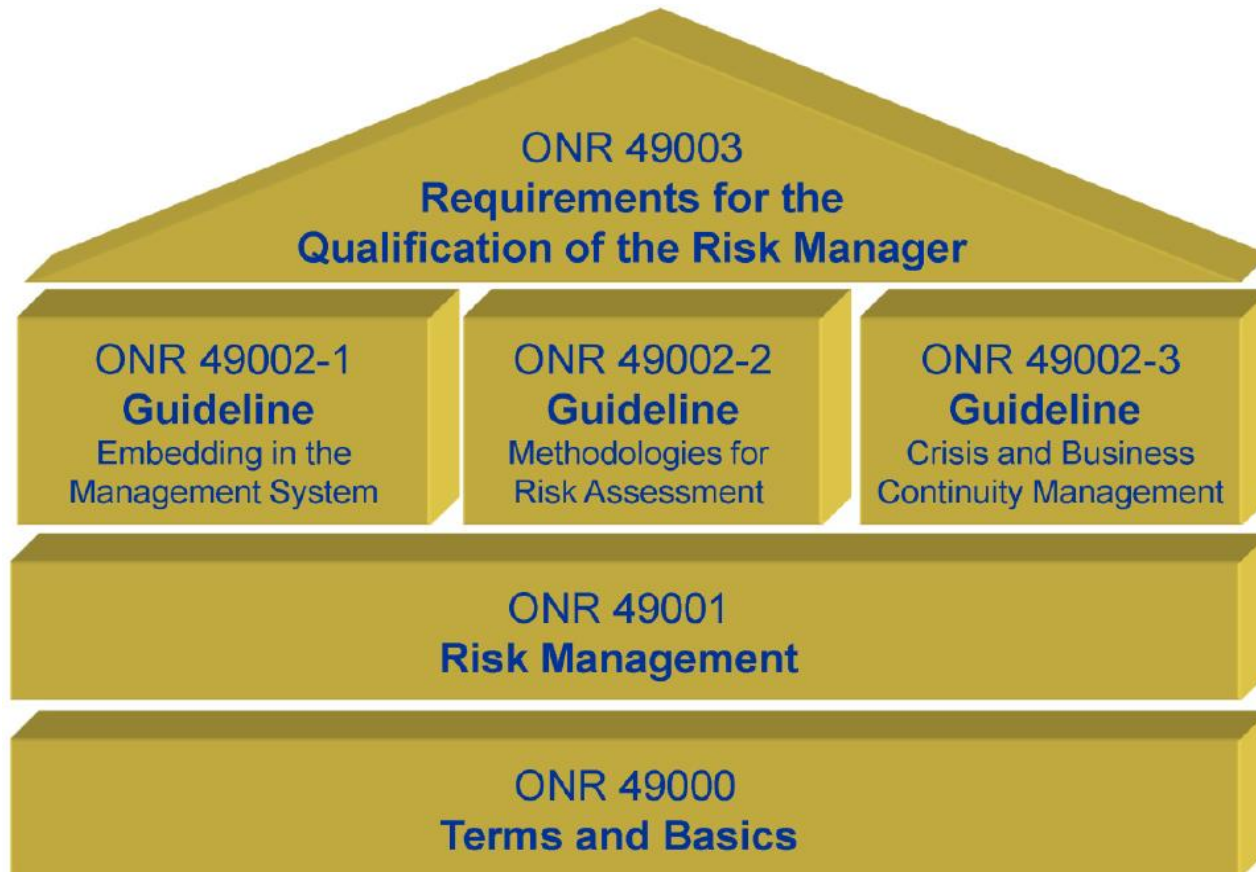 ONR 49003
Requirements for the
Qualification of the Risk Manager
ONR 49002-1
Guideline
Embedding in the
Management System
ONR 49002-2
Guideline
Methodologies for
Risk Assessment
ONR 49002-3
Guideline
Crisis and Business
Continuity Management
ONR 49001
Risk Management
ONR 49000
Terms and Basics